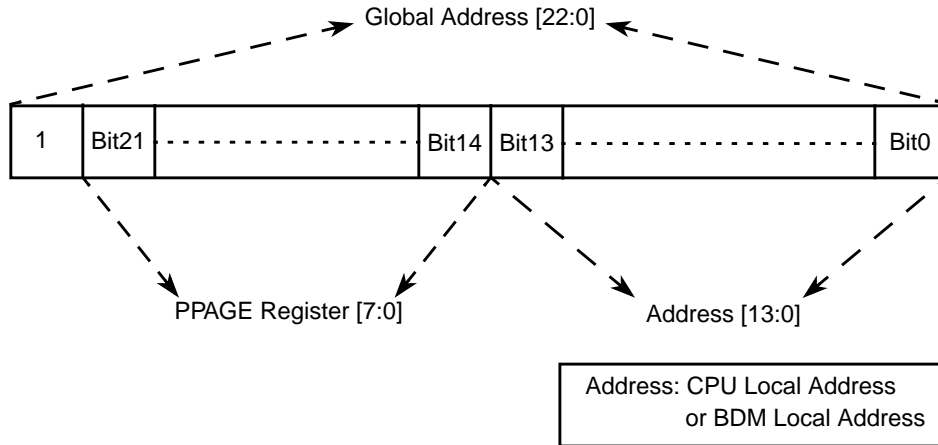 Global Address [22:0]
1 Bit21 Bit14 Bit13 Bit0
PPAGE Register [7:0] Address [13:0]
Address: CPU Local Address
or BDM Local Address